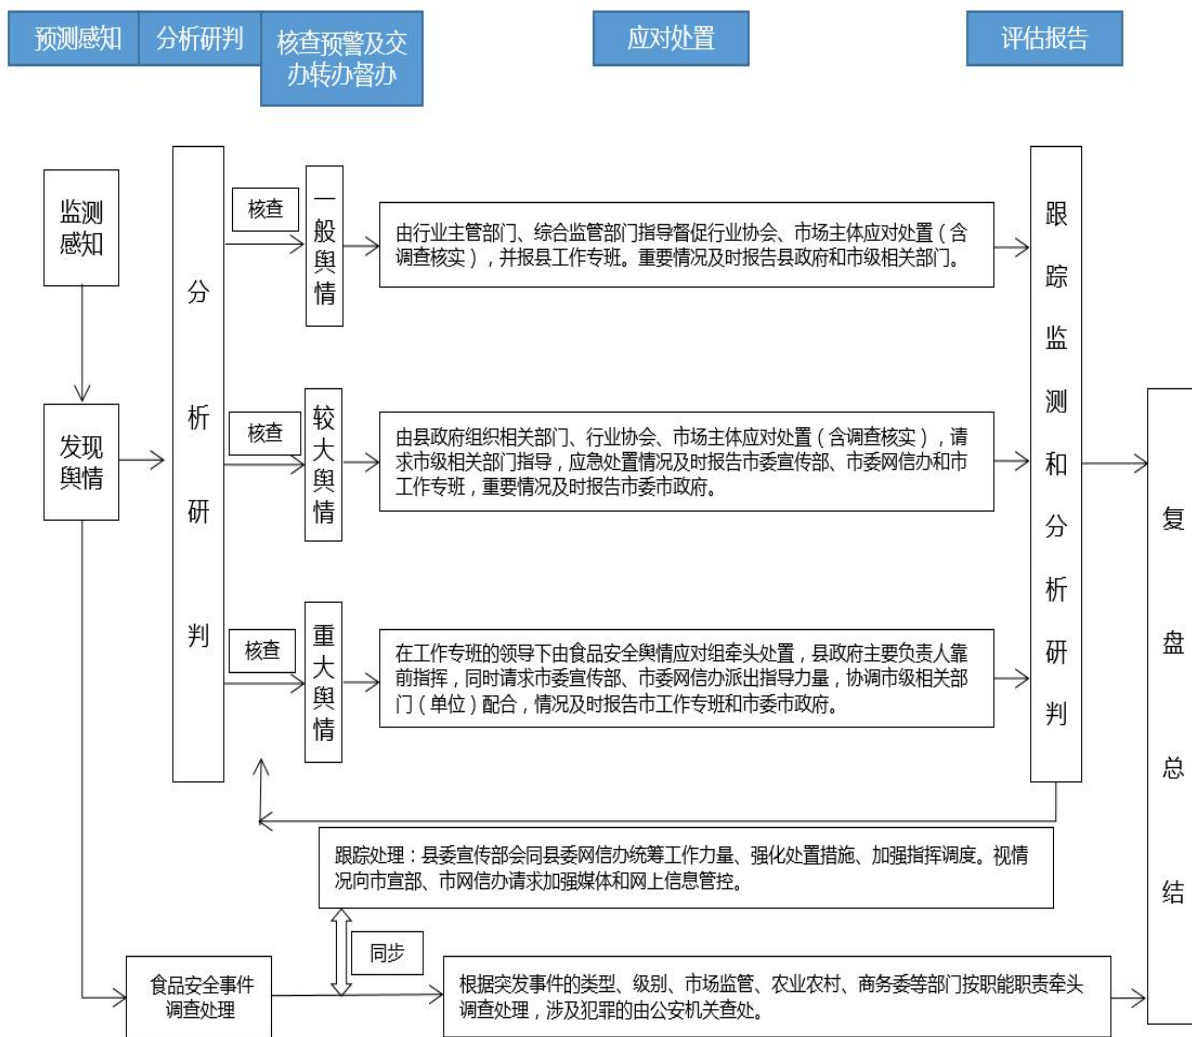 预测感知
分析研判
核查预警及交
办转办督办
应对处置
评估报告
监测
感知
发现
舆情
分
析
研
判
核查
一
般
舆
情
由行业主管部门、综合监管部门指导督促行业协会、市场主体应对处置（含
调查核实），并报县工作专班。重要情况及时报告县政府和市级相关部门。
核查
较
大
舆
情
由县政府组织相关部门、行业协会、市场主体应对处置（含调查核实），请
求市级相关部门指导，应急处置情况及时报告市委宣传部、市委网信办和市
工作专班，重要情况及时报告市委市政府。
核查
重
大
舆
情
在工作专班的领导下由食品安全舆情应对组牵头处置，县政府主要负责人靠
前指挥，同时请求市委宣传部、市委网信办派出指导力量，协调市级相关部
门（单位）配合，情况及时报告市工作专班和市委市政府。
跟
踪
监
测
和
分
析
研
判
复
盘
总
结
跟踪处理：县委宣传部会同县委网信办统筹工作力量、强化处置措施、加强指挥调度。视情
况向市宣部、市网信办请求加强媒体和网上信息管控。
同步
食品安全事件
调查处理
根据突发事件的类型、级别、市场监管、农业农村、商务委等部门按职能职责牵头
调查处理，涉及犯罪的由公安机关查处。